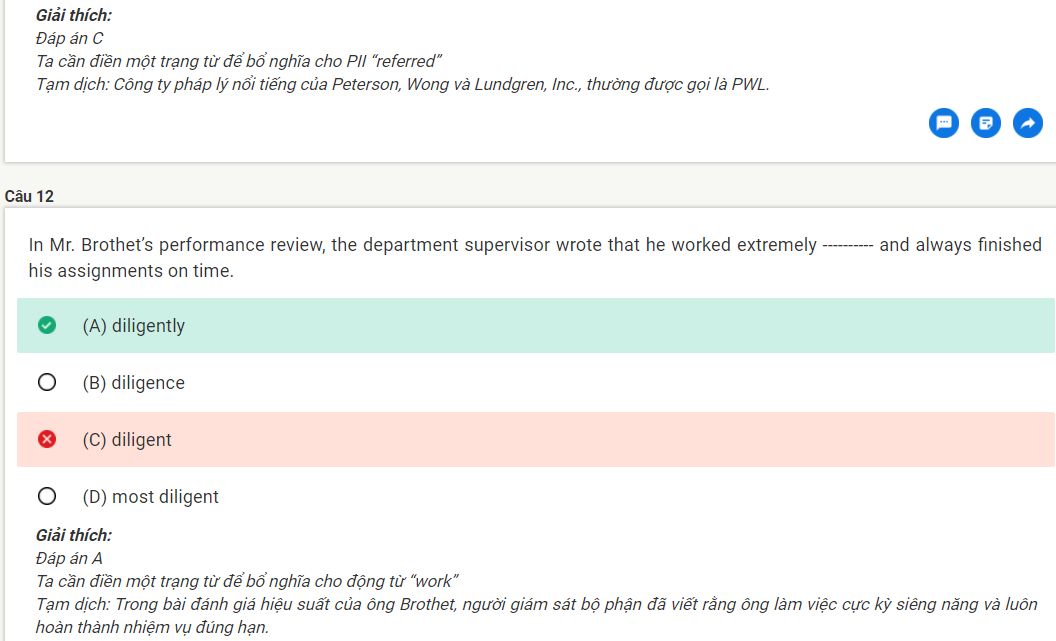 Giải thích:
Đáp án C
Ta cần điền một trạng từ để bổ nghĩa cho PII “referred”
Tạm dịch: Công ty pháp lý nổi tiếng của Peterson, Wong và Lundgren, Inc., thường được gọi là PWL.
Câu 12
In Mr. Brothet’s performance review, the department supervisor wrote that he worked extremely ---------- and always finished
his assignments on time.
(A) diligently
(B) diligence
(C) diligent
(D) most diligent
Giải thích:
Đáp án A
Ta cần điền một trạng từ để bổ nghĩa cho động từ “work”
Tạm dịch: Trong bài đánh giá hiệu suất của ông Brothet, người giám sát bộ phận đã viết rằng ông làm việc cực kỳ siêng năng và luôn
hoàn thành nhiệm vụ đúng hạn.